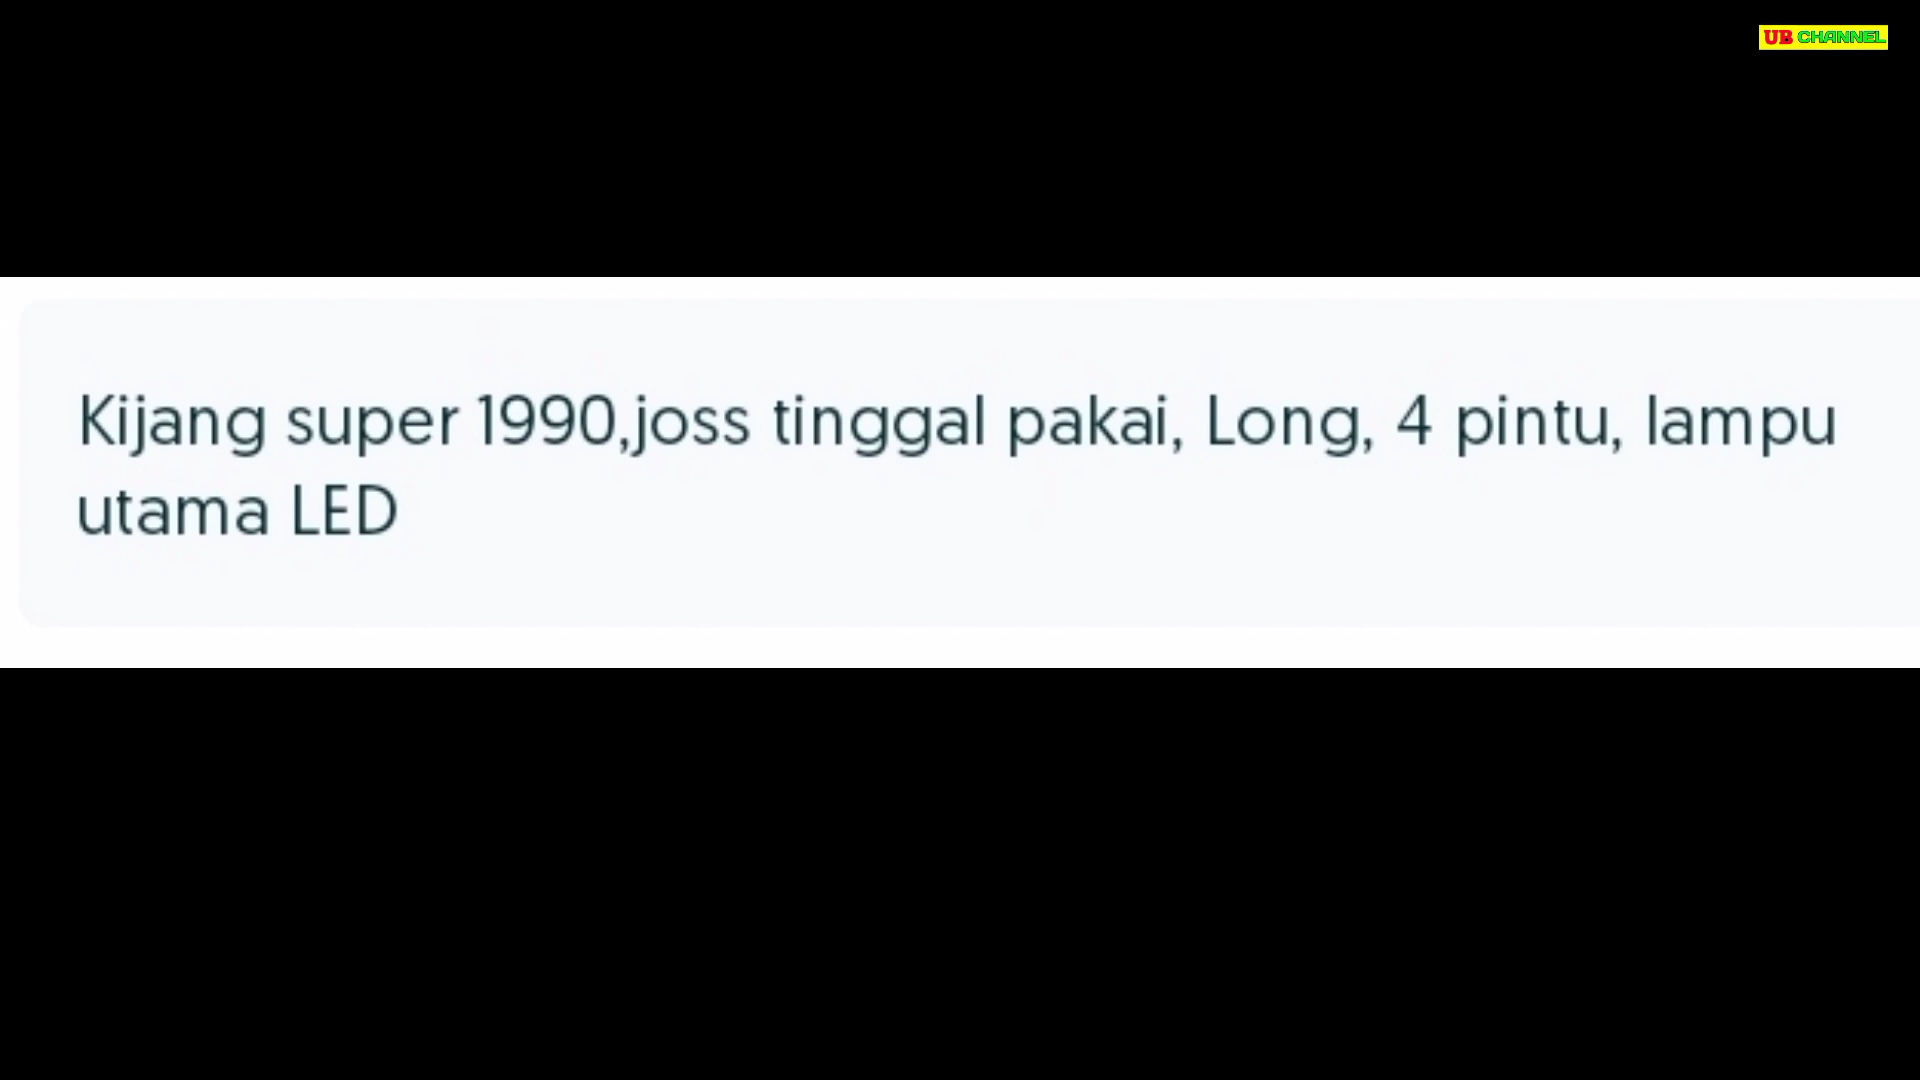 UB CHANNEL
Kijang super 1990,joss tinggal pakai, Long, 4 pintu, lampu
utama LED